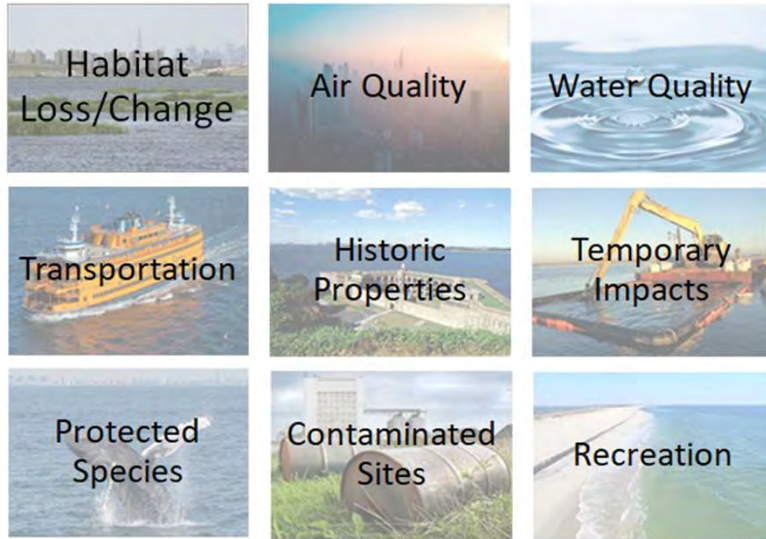 Habitat
Loss/Change
Air Quality
Water Quality
Transportation
Historic
Properties
Temporary
Impacts
Protected
Species
Contaminated
Sites
Recreation